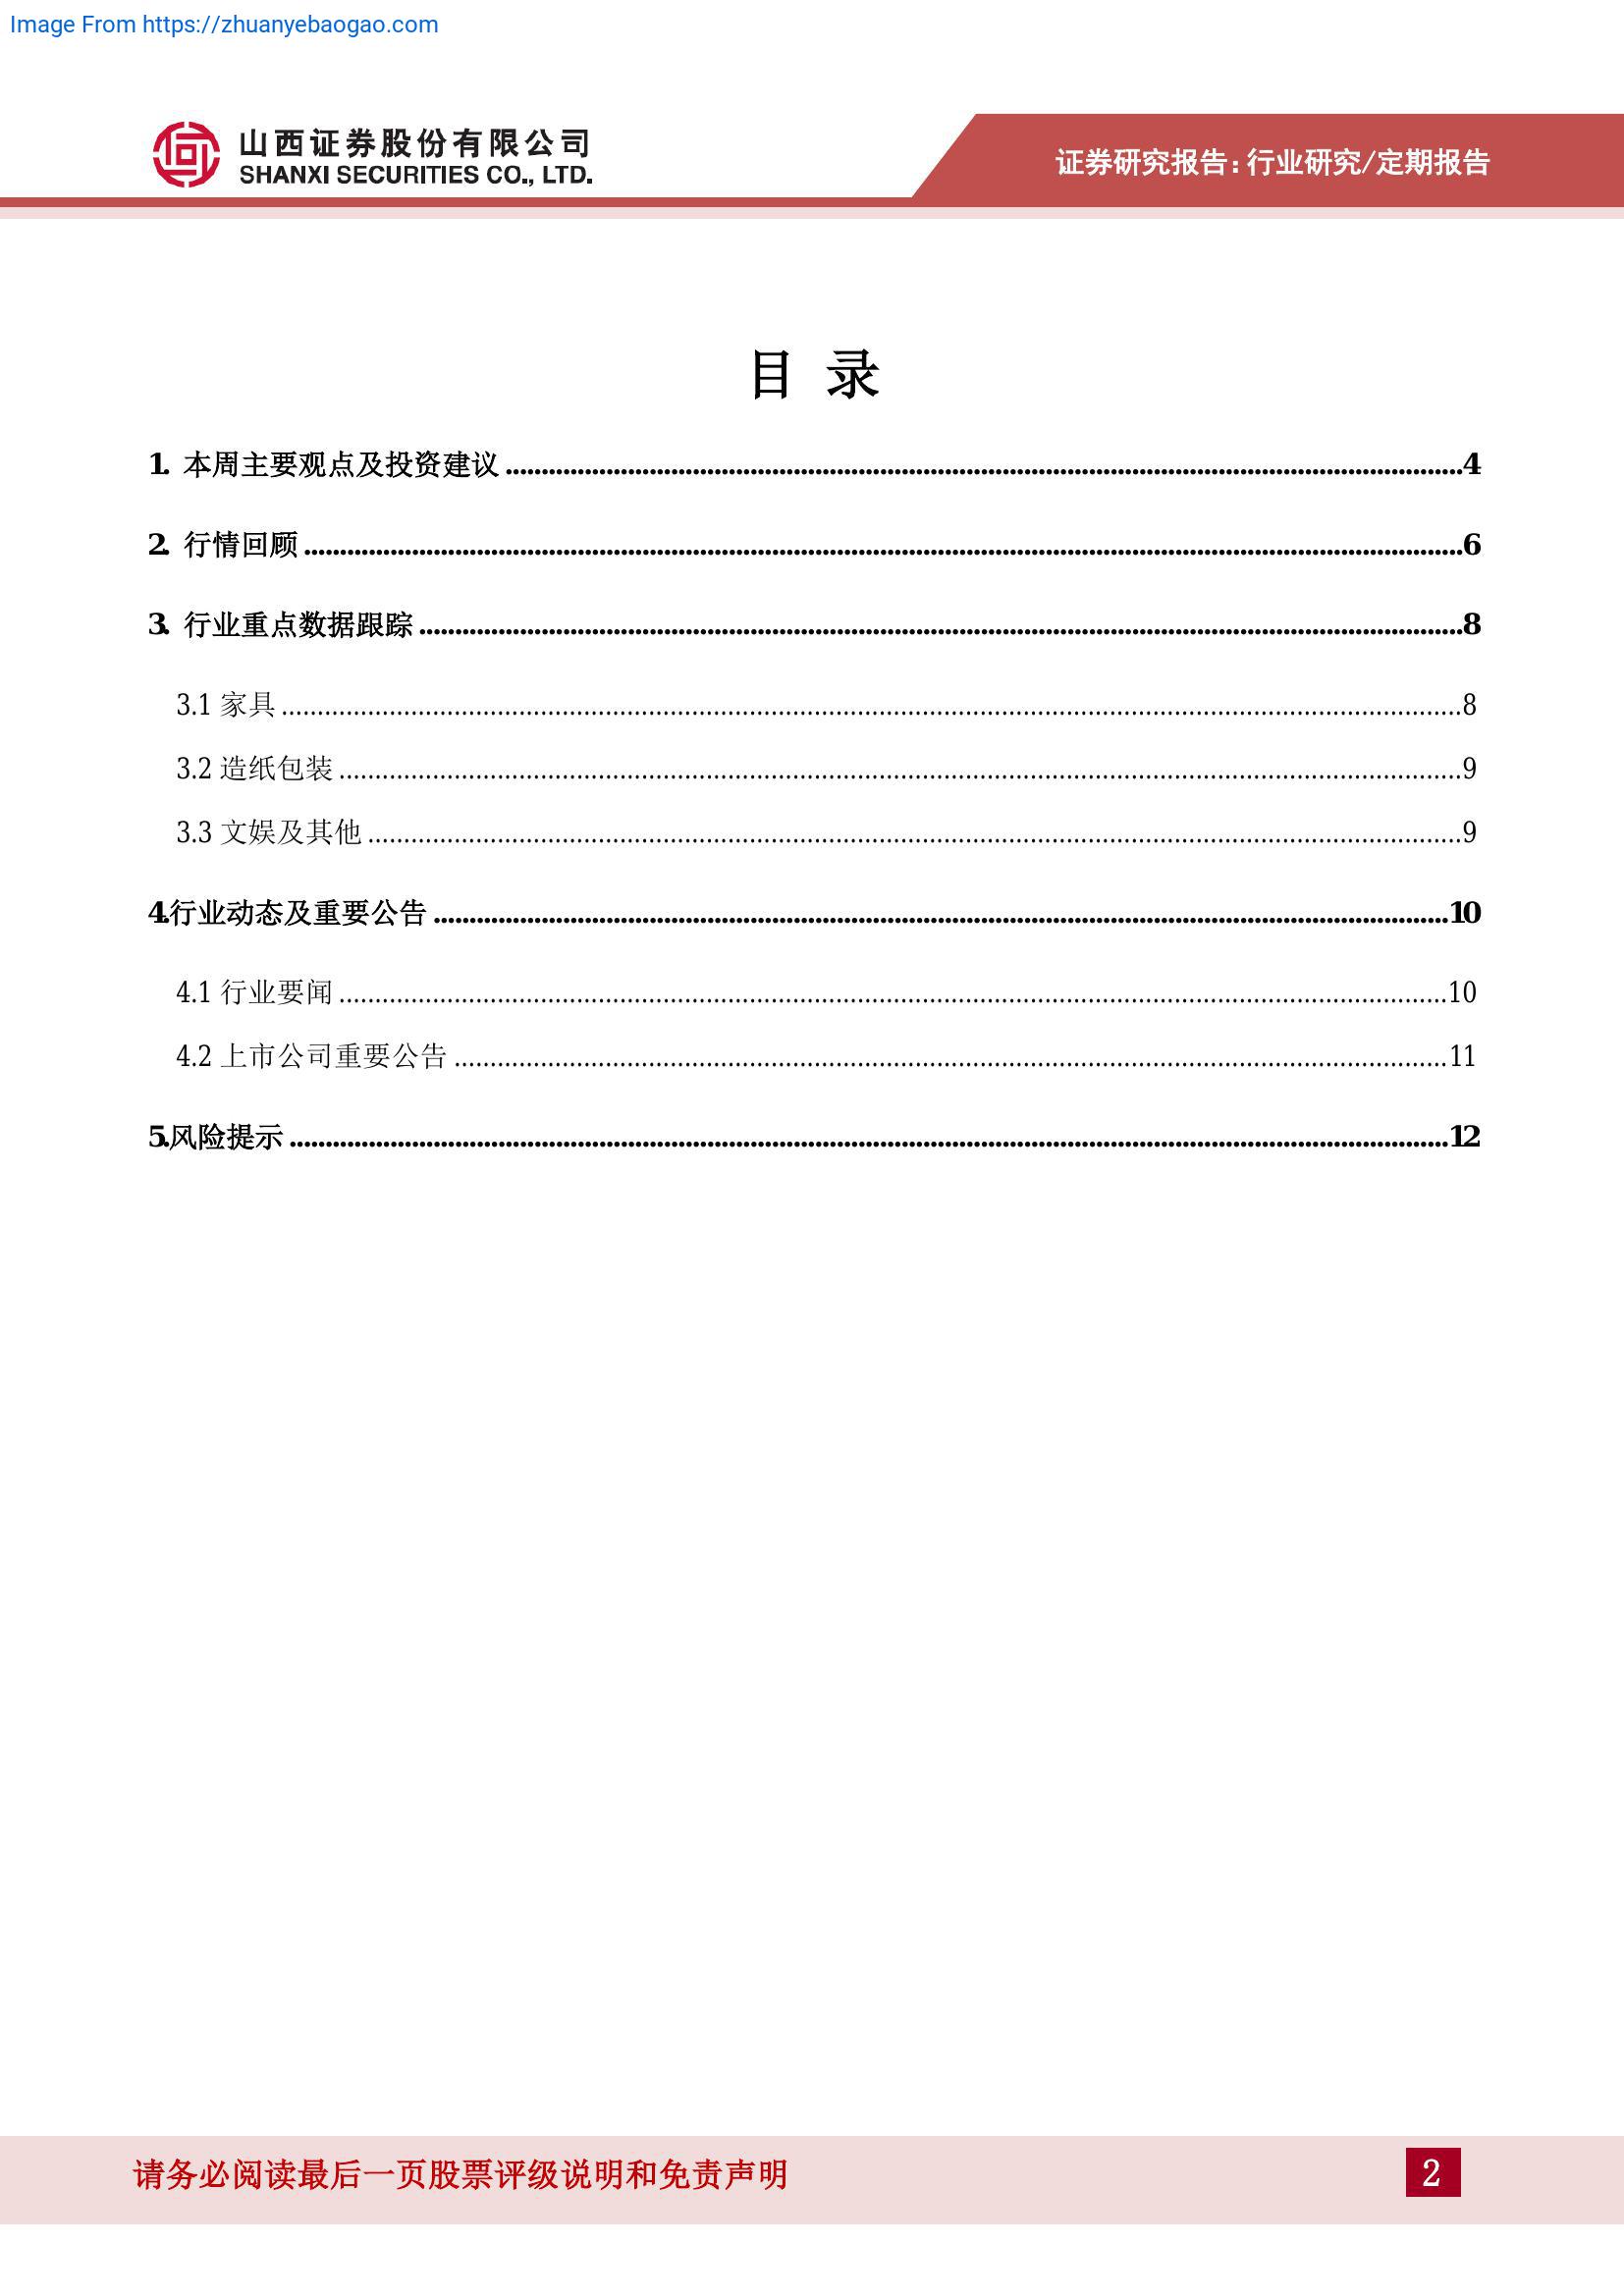 Image From https://zhuanyebaogao.com
山西证券股份有限公司
SHANXI SECURITIES CO., LTD.
证券研究报告：行业研究/定期报告
目 录
1. 本周主要观点及投资建议 ........ 4
2. 行情回顾 ........ 6
3. 行业重点数据跟踪 ........ 8
3.1 家具 ........ 8
3.2 造纸包装 ........ 9
3.3 文娱及其他 ........ 9
4.行业动态及重要公告 ........ 10
4.1 行业要闻 ........ 10
4.2 上市公司重要公告 ........ 11
5.风险提示 ........ 12
请务必阅读最后一页股票评级说明和免责声明
2